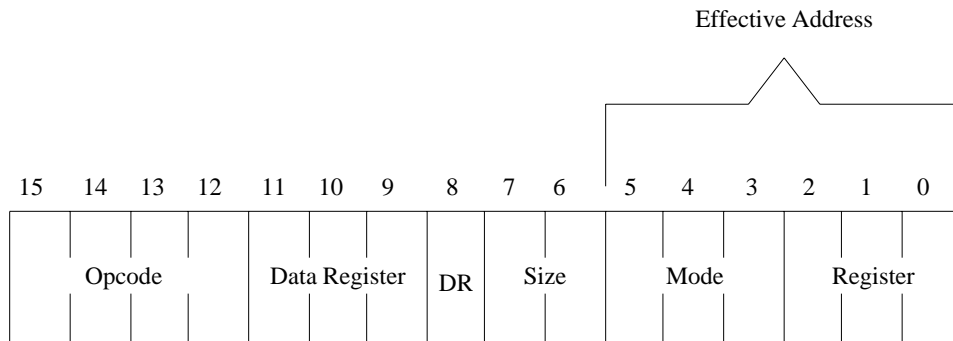 Effective Address
15 14 13 12 11 10 9 8 7 6 5 4 3 2 1 0
Opcode Data Register DR Size Mode Register